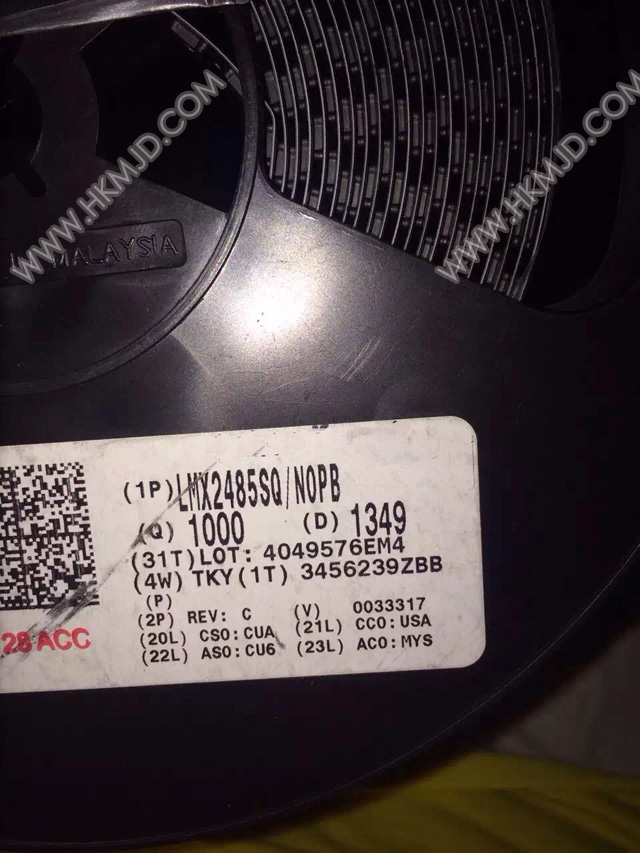 WWW.HKMJD.COM
WWW.HKMJD.COM
MALAYSIA
(1P)LMX2485SQ/NOPB
(Q) 1000 (D) 1349
(31T)LOT: 4049576EM4
(4W) TKY(1T) 3456239ZBB
(P)
(2P) REV: C (V) 0033317
(20L) CSO:CUA (21L) CCO:USA
(22L) ASO:CU6 (23L) ACO:MYS
28 ACC